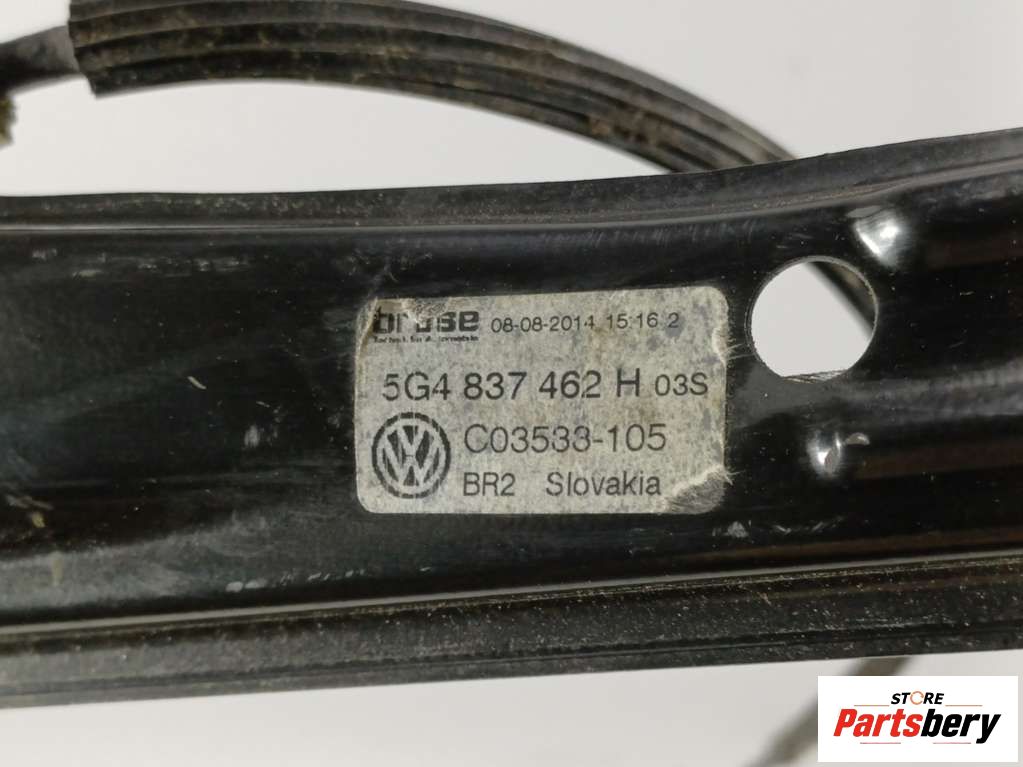 brose 08-08-2014 15:16 2
5G4 837 462 H 03S
C03533-105
BR2 Slovakia
STORE
Partsbery